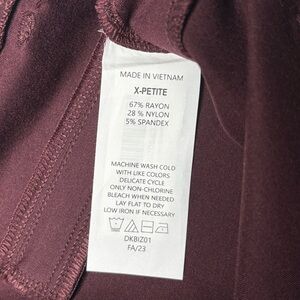 MADE IN VIETNAM
X-PETITE
67% RAYON
28 % NYLON
5% SPANDEX
MACHINE WASH COLD
WITH LIKE COLORS
DELICATE CYCLE
ONLY NON-CHLORINE
BLEACH WHEN NEEDED
LAY FLAT TO DRY
LOW IRON IF NECESSARY
DKBIZ01
FA/23